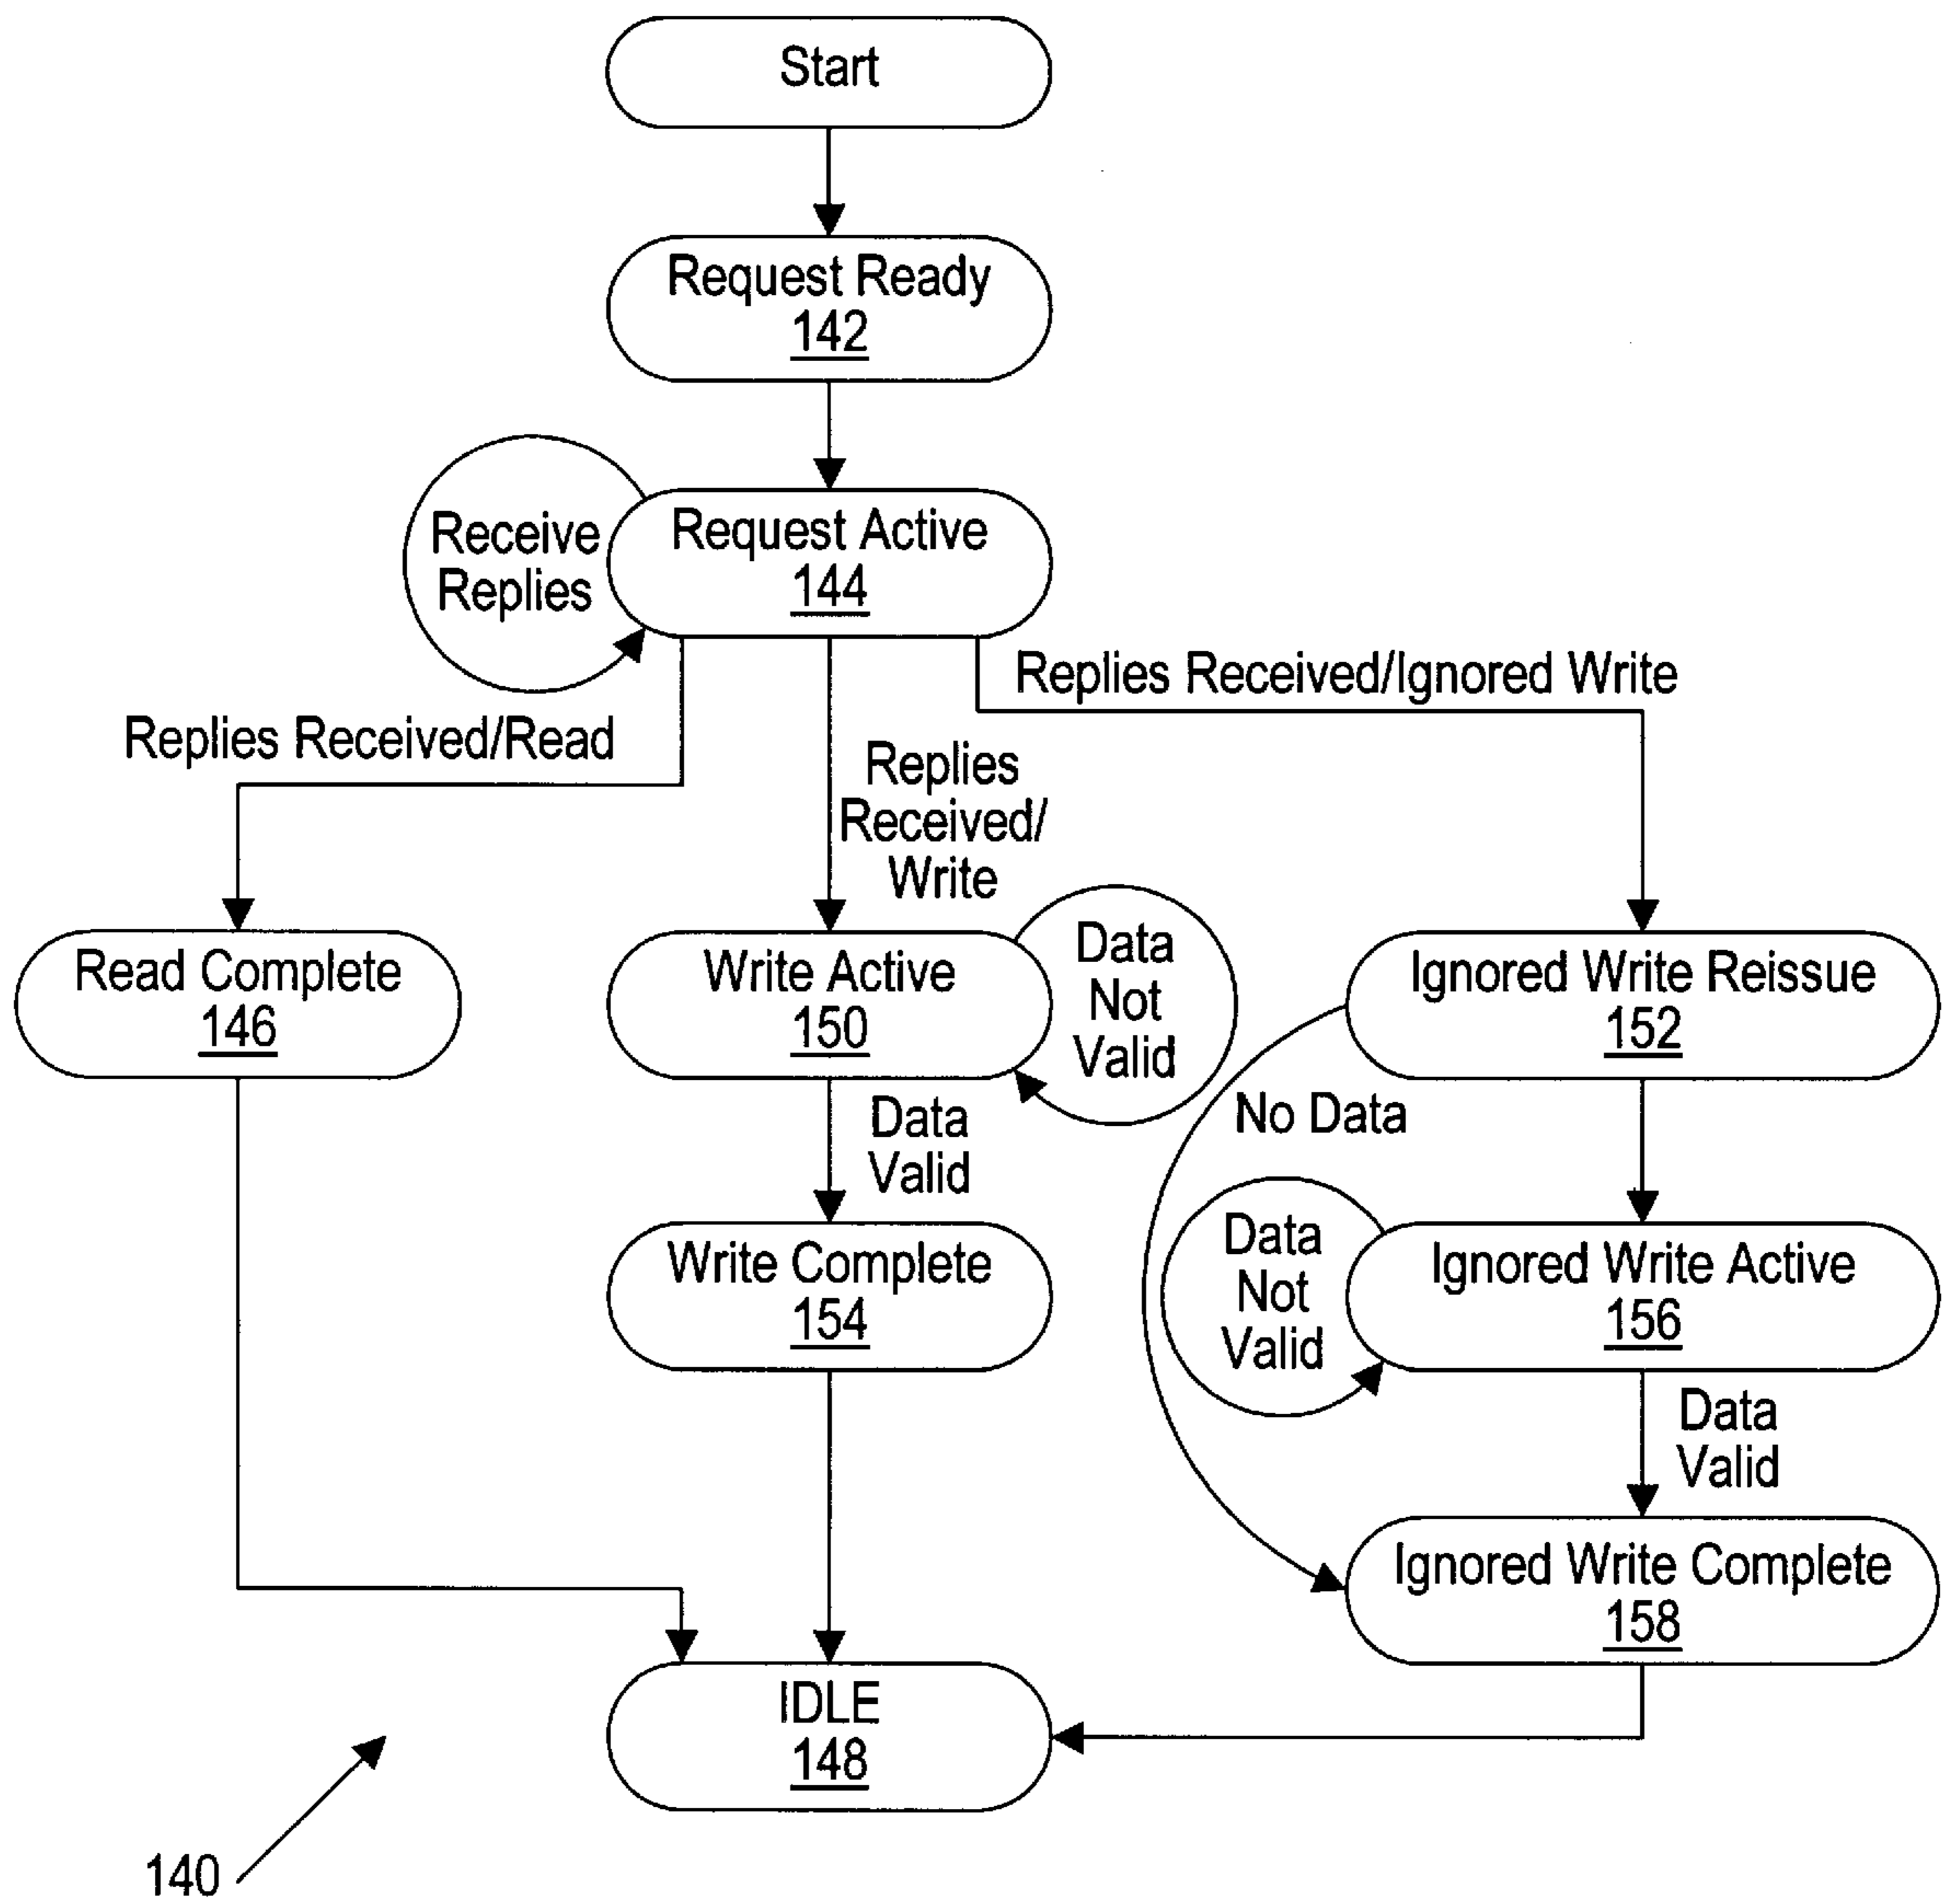 Start
Request Ready
142
Receive
Replies
Request Active
144
Replies Received/Ignored Write
Replies Received/Read
Replies
Received/
Write
Read Complete
146
Write Active
150
Data
Not
Valid
Ignored Write Reissue
152
Data
Valid
No Data
Write Complete
154
Data
Not
Valid
Ignored Write Active
156
Data
Valid
Ignored Write Complete
158
IDLE
148
140